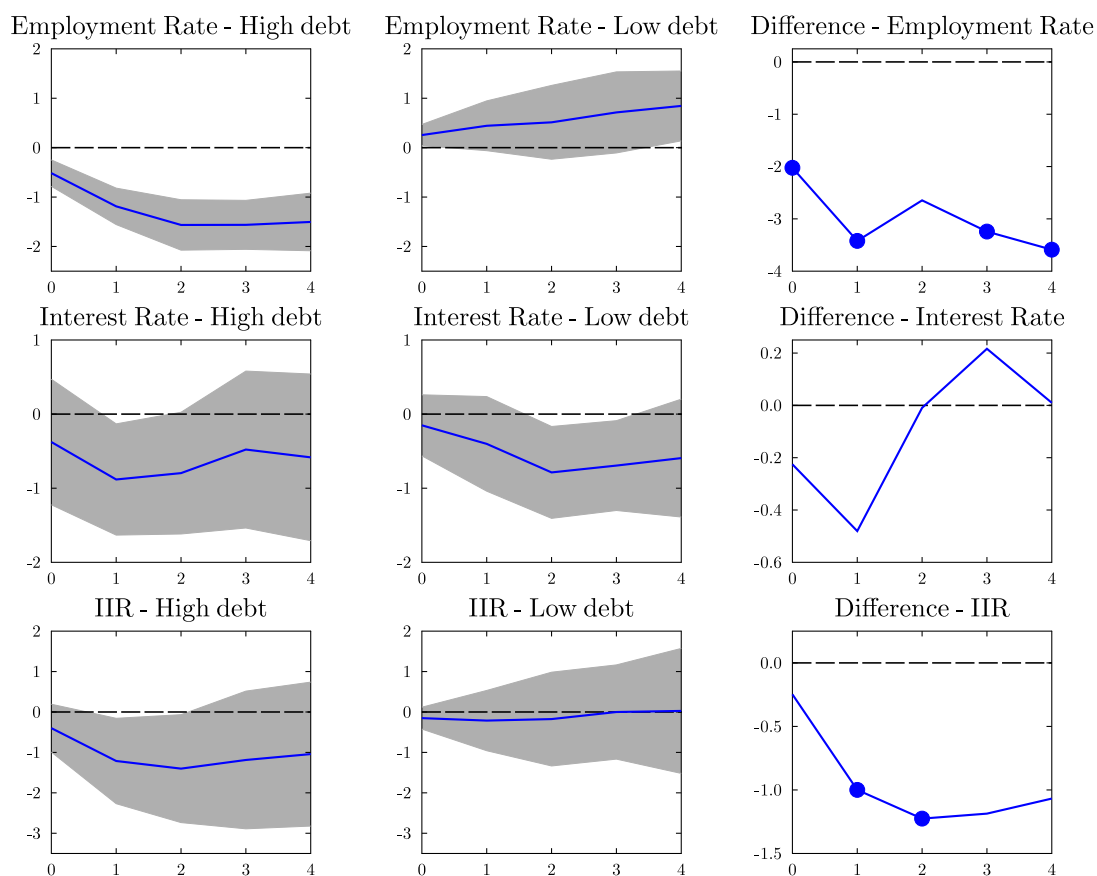 Employment Rate - High debt
2
1
0
-1
-2
0 1 2 3 4
Employment Rate - Low debt
2
1
0
-1
-2
0 1 2 3 4
Difference - Employment Rate
0
-1
-2
-3
-4
0 1 2 3 4
Interest Rate - High debt
1
0
-1
-2
0 1 2 3 4
Interest Rate - Low debt
1
0
-1
-2
0 1 2 3 4
Difference - Interest Rate
0.2
0.0
-0.2
-0.4
-0.6
0 1 2 3 4
IIR - High debt
2
1
0
-1
-2
-3
0 1 2 3 4
IIR - Low debt
2
1
0
-1
-2
-3
0 1 2 3 4
Difference - IIR
0.0
-0.5
-1.0
-1.5
0 1 2 3 4